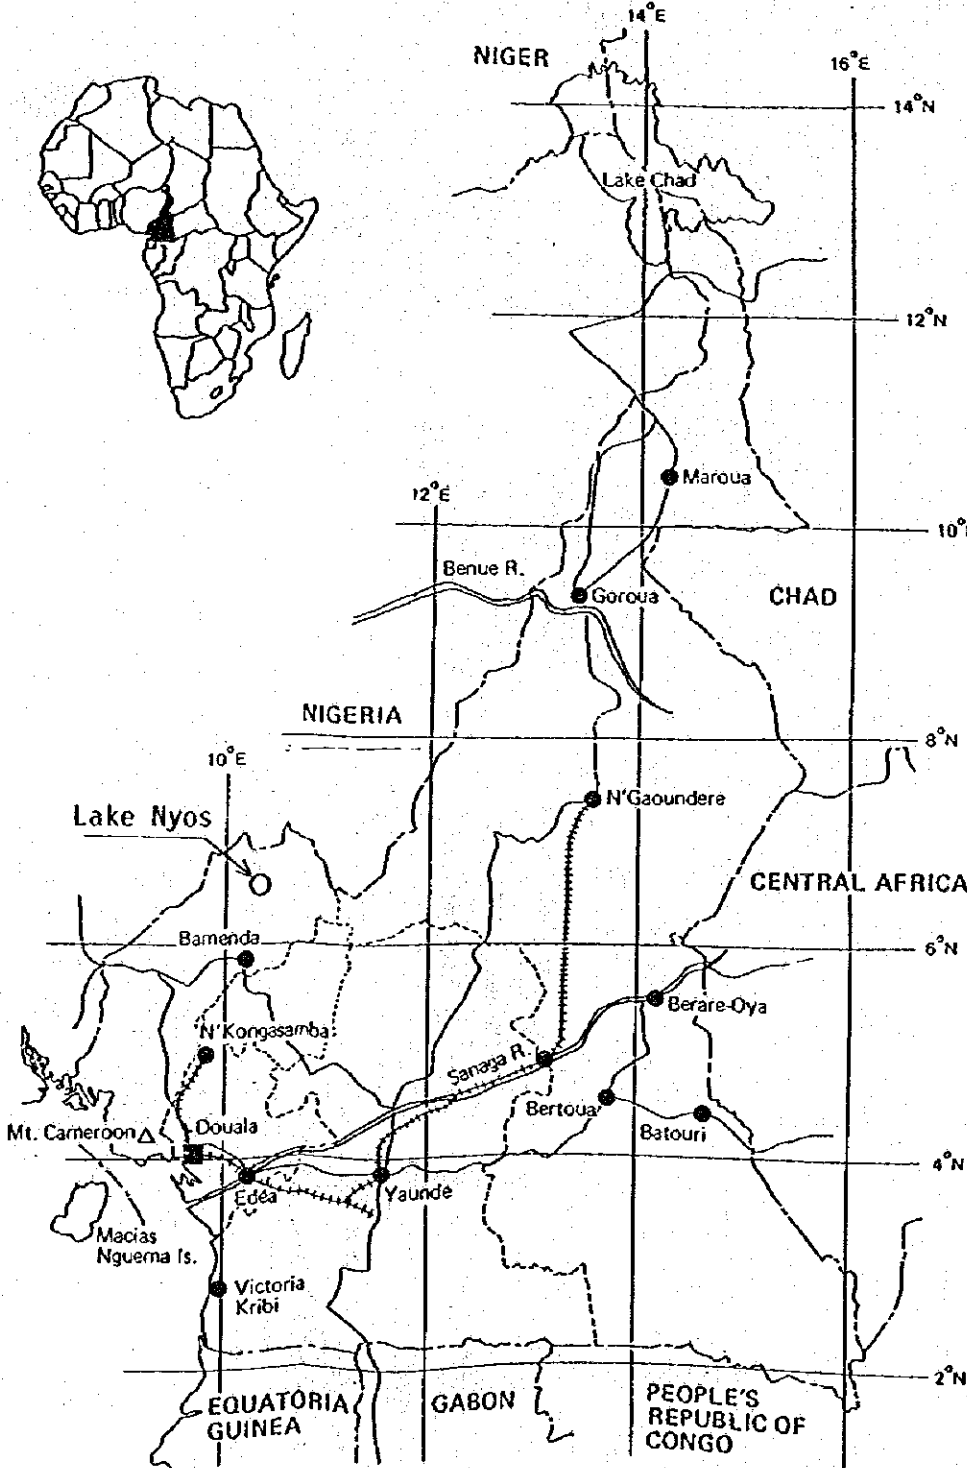 14°E
NIGER
16°E
14°N
Lake Chad
12°N
Maroua
12°E
10°
Benue R.
Goroua
CHAD
NIGERIA
8°N
10°E
N'Gaoundere
Lake Nyos
CENTRAL AFRICA
Bamenda
6°N
Berare-Oya
N'Kongasamba
Sanaga R.
Bertoua
Mt. Cameroon
Douala
Batouri
4°N
Edéa
Yaundé
Macias
Nguema Is.
Victoria
Kribi
2°N
EQUATORIA
GUINEA
GABON
PEOPLE'S
REPUBLIC OF
CONGO